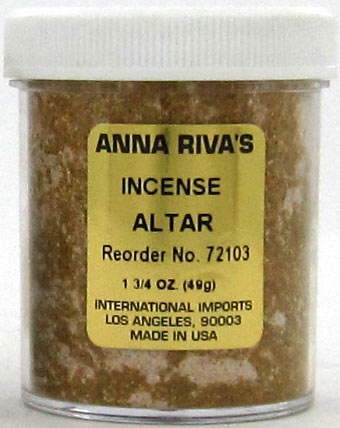 ANNA RIVA'S
INCENSE
ALTAR
Reorder No. 72103
1 3/4 OZ. (49g)
INTERNATIONAL IMPORTS
LOS ANGELES, 90003
MADE IN USA